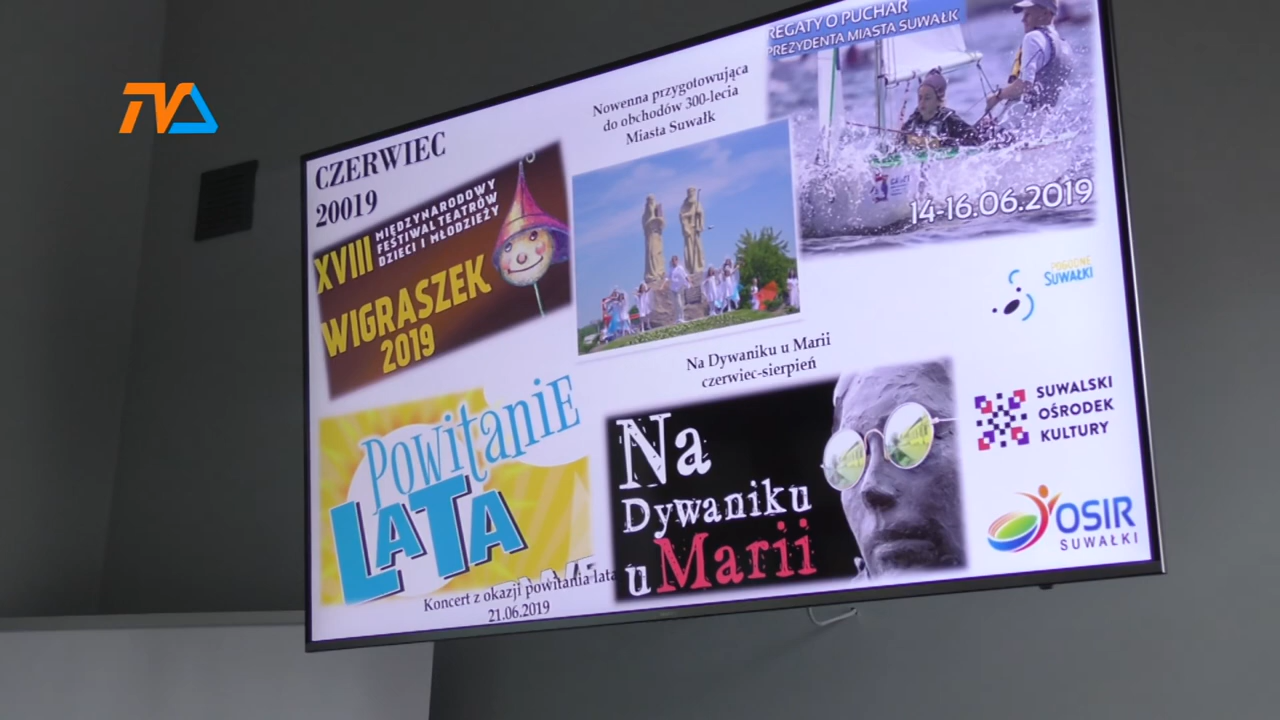 TVA
CZERWIEC
20019
XVIII MIĘDZYNARODOWY
FESTIWAL TEATRÓW
DZIECI I MŁODZIEŻY
WIGRASZEK
2019
Nowenna przygotowująca
do obchodów 300-lecia
Miasta Suwałk
REGATY O PUCHAR
PREZYDENTA MIASTA SUWAŁK
14-16.06.2019
POGODNE
SUWAŁKI
Na Dywaniku u Marii
czerwiec-sierpień
Powitanie
LATA
Koncert z okazji powitania lata
21.06.2019
Na
Dywaniku
u Marii
SUWALSKI
OŚRODEK
KULTURY
OSIR
SUWAŁKI